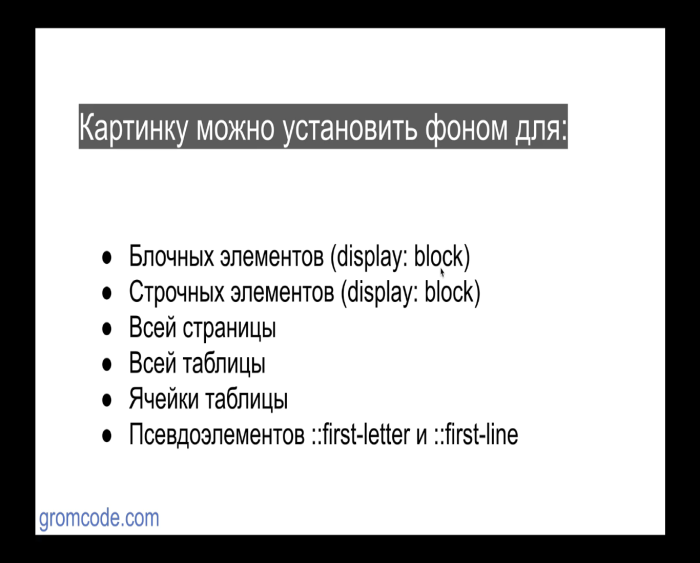 Картинку можно установить фоном для:
● Блочных элементов (display: block)
● Строчных элементов (display: block)
● Всей страницы
● Всей таблицы
● Ячейки таблицы
● Псевдоэлементов ::first-letter и ::first-line
gromcode.com